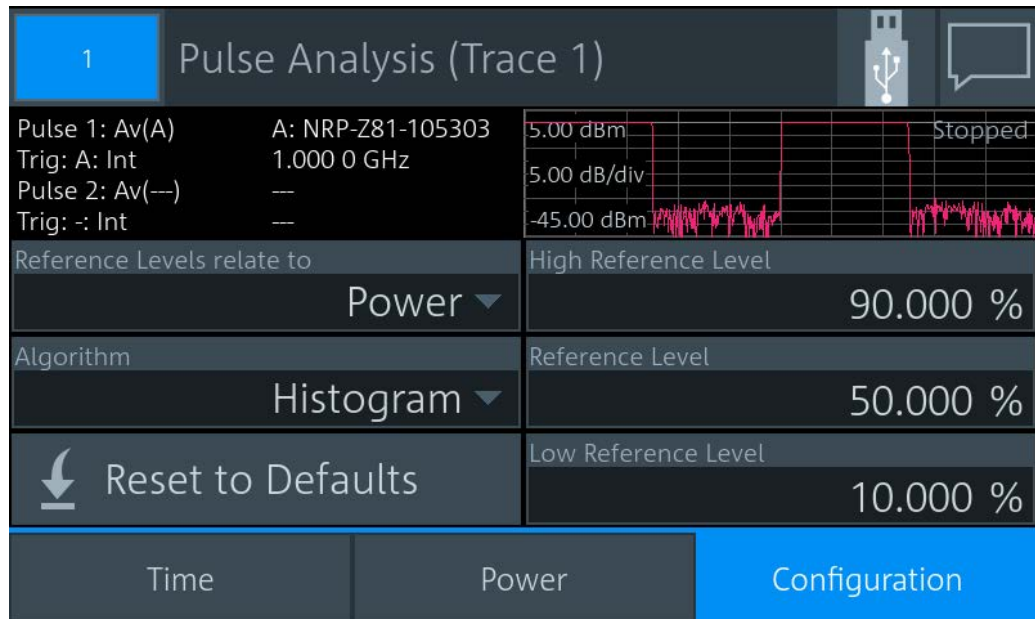 1
Pulse Analysis (Trace 1)
Pulse 1: Av(A)
A: NRP-Z81-105303
Trig: A: Int
1.000 0 GHz
Pulse 2: Av(---)
---
Trig: -: Int
---
5.00 dBm
Stopped
5.00 dB/div
-45.00 dBm
Reference Levels relate to
Power
High Reference Level
90.000 %
Algorithm
Histogram
Reference Level
50.000 %
Reset to Defaults
Low Reference Level
10.000 %
Time
Power
Configuration